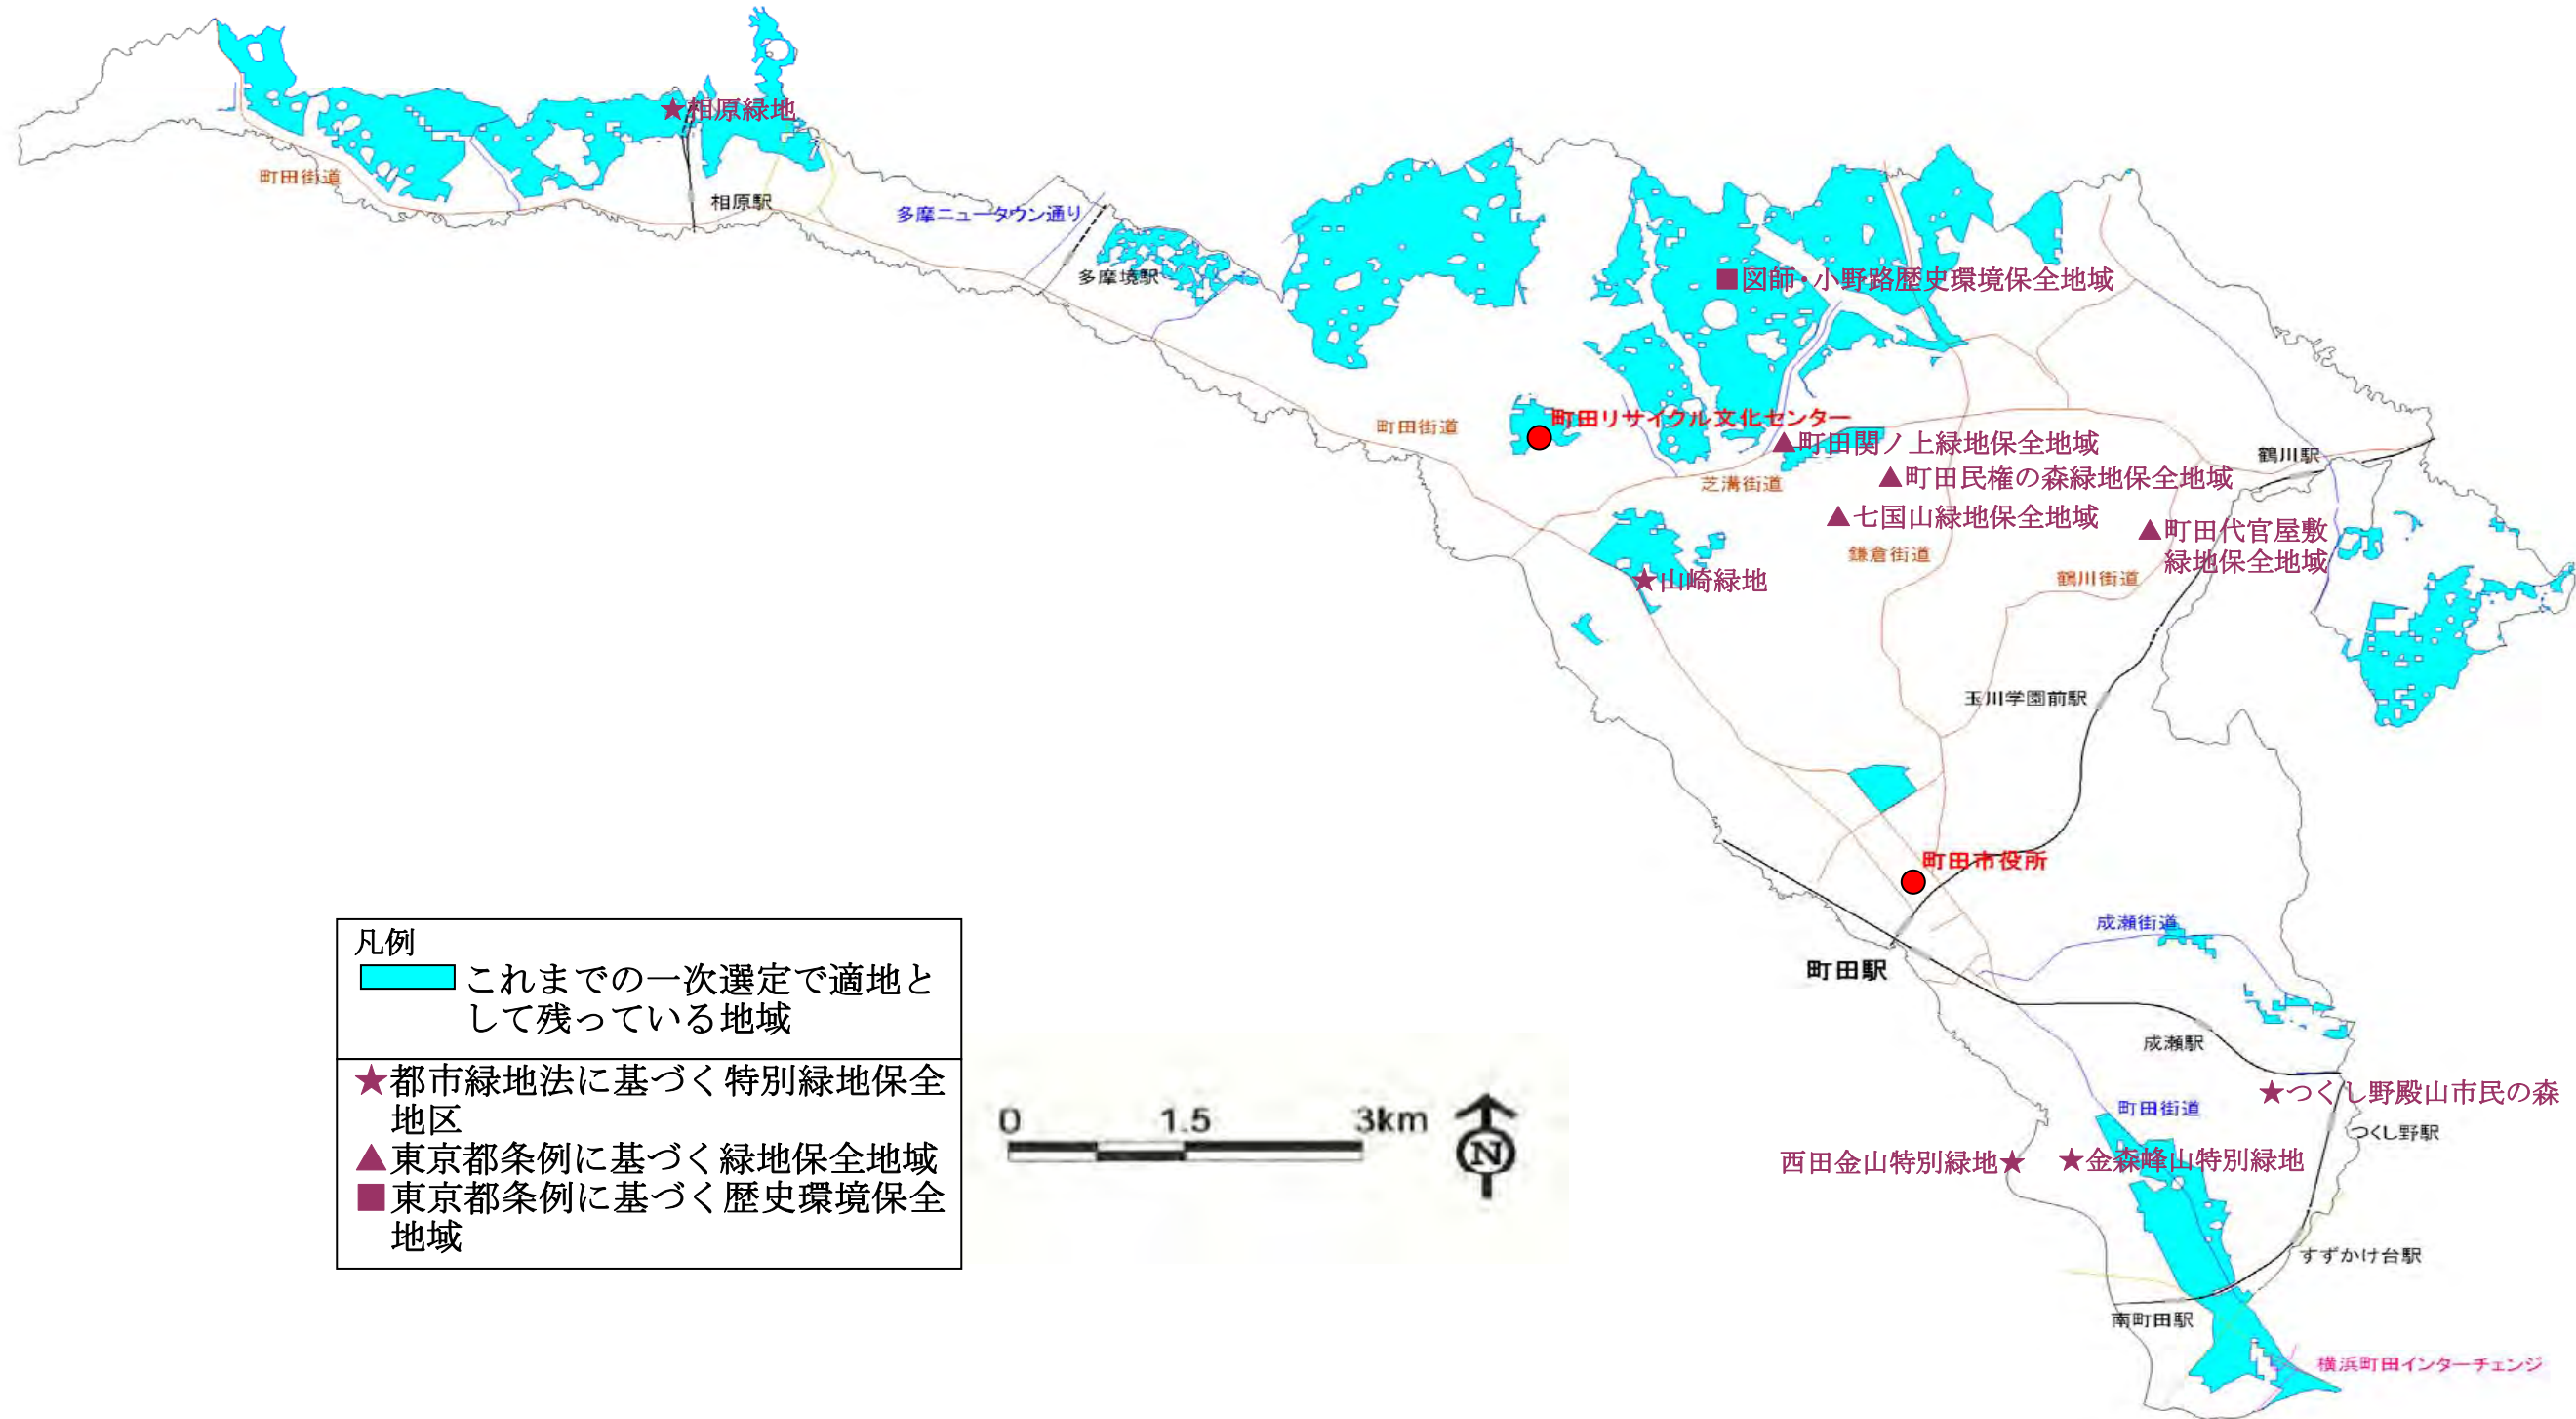 ★相原緑地
町田街道
相原駅
多摩ニュータウン通り
多摩境駅
■図師・小野路歴史環境保全地域
町田リサイクル文化センター
町田街道
▲町田関ノ上緑地保全地域
鶴川駅
▲町田民権の森緑地保全地域
芝溝街道
▲七国山緑地保全地域
▲町田代官屋敷
緑地保全地域
鎌倉街道
鶴川街道
★山崎緑地
玉川学園前駅
町田市役所
成瀬街道
町田駅
成瀬駅
★つくし野殿山市民の森
町田街道
つくし野駅
西田金山特別緑地★
★金森峰山特別緑地
すずかけ台駅
南町田駅
横浜町田インターチェンジ
凡例
これまでの一次選定で適地と
して残っている地域
★都市緑地法に基づく特別緑地保全
地区
▲東京都条例に基づく緑地保全地域
■東京都条例に基づく歴史環境保全
地域
0 1.5 3km
N